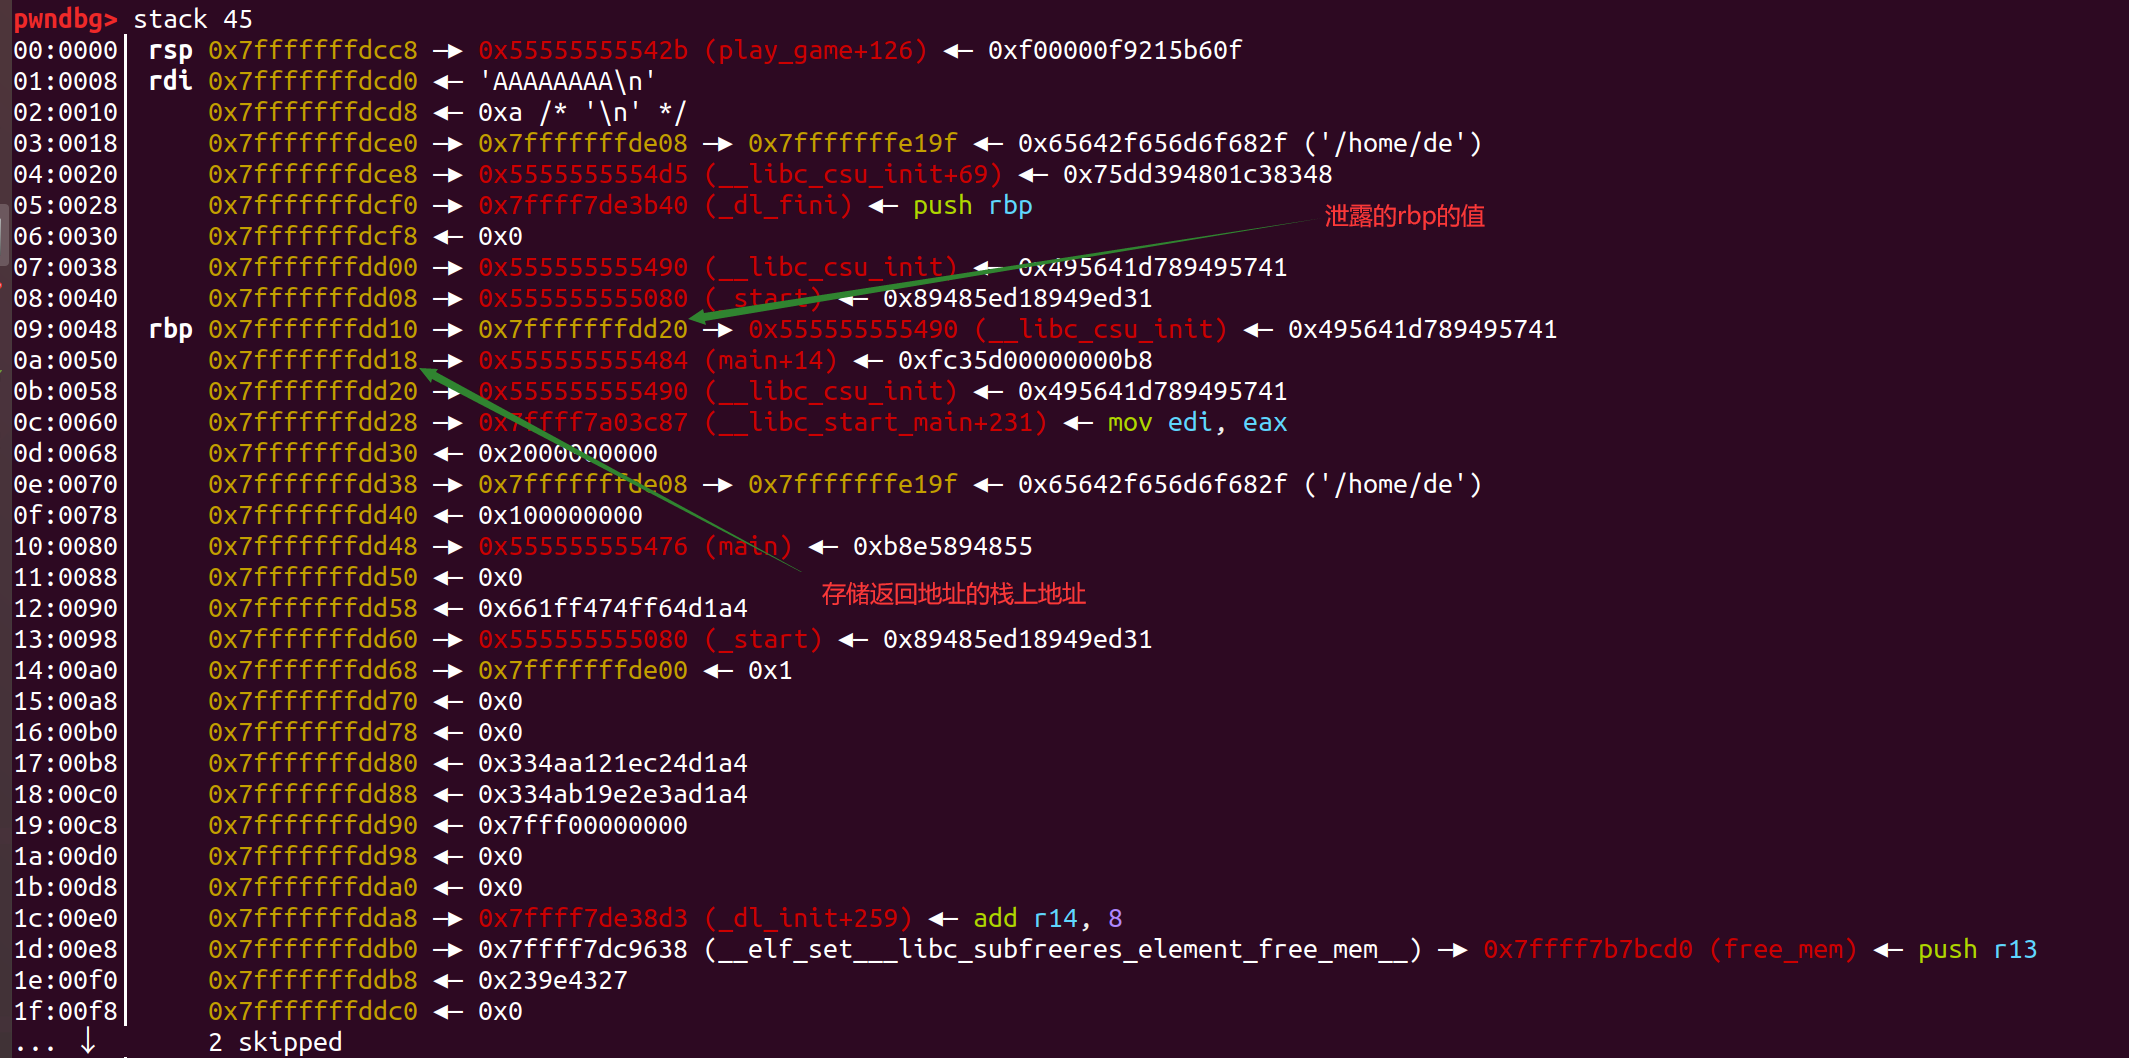 pwndbg> stack 45
00:0000│ rsp 0x7fffffffdcc8 —▸ 0x55555555542b (play_game+126) ◂— 0xf00000f9215b60f
01:0008│ rdi 0x7fffffffdcd0 ◂— 'AAAAAAAA\n'
02:0010│ 0x7fffffffdcd8 ◂— 0xa /* '\n' */
03:0018│ 0x7fffffffdce0 —▸ 0x7fffffffde08 —▸ 0x7fffffffe19f ◂— 0x65642f656d6f682f ('/home/de')
04:0020│ 0x7fffffffdce8 —▸ 0x5555555554d5 (__libc_csu_init+69) ◂— 0x75dd394801c38348
05:0028│ 0x7fffffffdcf0 —▸ 0x7ffff7de3b40 (_dl_fini) ◂— push rbp
泄露的rbp的值
06:0030│ 0x7fffffffdcf8 ◂— 0x0
07:0038│ 0x7fffffffdd00 —▸ 0x555555555490 (__libc_csu_init) ◂— 0x495641d789495741
08:0040│ 0x7fffffffdd08 —▸ 0x555555555080 (_start) ◂— 0x89485ed18949ed31
09:0048│ rbp 0x7fffffffdd10 —▸ 0x7fffffffdd20 —▸ 0x555555555490 (__libc_csu_init) ◂— 0x495641d789495741
0a:0050│ 0x7fffffffdd18 —▸ 0x555555555484 (main+14) ◂— 0xfc35d00000000b8
0b:0058│ 0x7fffffffdd20 —▸ 0x555555555490 (__libc_csu_init) ◂— 0x495641d789495741
0c:0060│ 0x7fffffffdd28 —▸ 0x7ffff7a03c87 (__libc_start_main+231) ◂— mov edi, eax
0d:0068│ 0x7fffffffdd30 ◂— 0x2000000000
0e:0070│ 0x7fffffffdd38 —▸ 0x7fffffffde08 —▸ 0x7fffffffe19f ◂— 0x65642f656d6f682f ('/home/de')
0f:0078│ 0x7fffffffdd40 ◂— 0x100000000
10:0080│ 0x7fffffffdd48 —▸ 0x555555555476 (main) ◂— 0xb8e5894855
11:0088│ 0x7fffffffdd50 ◂— 0x0
存储返回地址的栈上地址
12:0090│ 0x7fffffffdd58 ◂— 0x661ff474ff64d1a4
13:0098│ 0x7fffffffdd60 —▸ 0x555555555080 (_start) ◂— 0x89485ed18949ed31
14:00a0│ 0x7fffffffdd68 —▸ 0x7fffffffde00 ◂— 0x1
15:00a8│ 0x7fffffffdd70 ◂— 0x0
16:00b0│ 0x7fffffffdd78 ◂— 0x0
17:00b8│ 0x7fffffffdd80 ◂— 0x334aa121ec24d1a4
18:00c0│ 0x7fffffffdd88 ◂— 0x334ab19e2e3ad1a4
19:00c8│ 0x7fffffffdd90 ◂— 0x7fff00000000
1a:00d0│ 0x7fffffffdd98 ◂— 0x0
1b:00d8│ 0x7fffffffdda0 ◂— 0x0
1c:00e0│ 0x7fffffffdda8 —▸ 0x7ffff7de38d3 (_dl_init+259) ◂— add r14, 8
1d:00e8│ 0x7fffffffddb0 —▸ 0x7ffff7dc9638 (__elf_set___libc_subfreeres_element_free_mem__) —▸ 0x7ffff7b7bcd0 (free_mem) ◂— push r13
1e:00f0│ 0x7fffffffddb8 ◂— 0x239e4327
1f:00f8│ 0x7fffffffddc0 ◂— 0x0
... ↓ 2 skipped